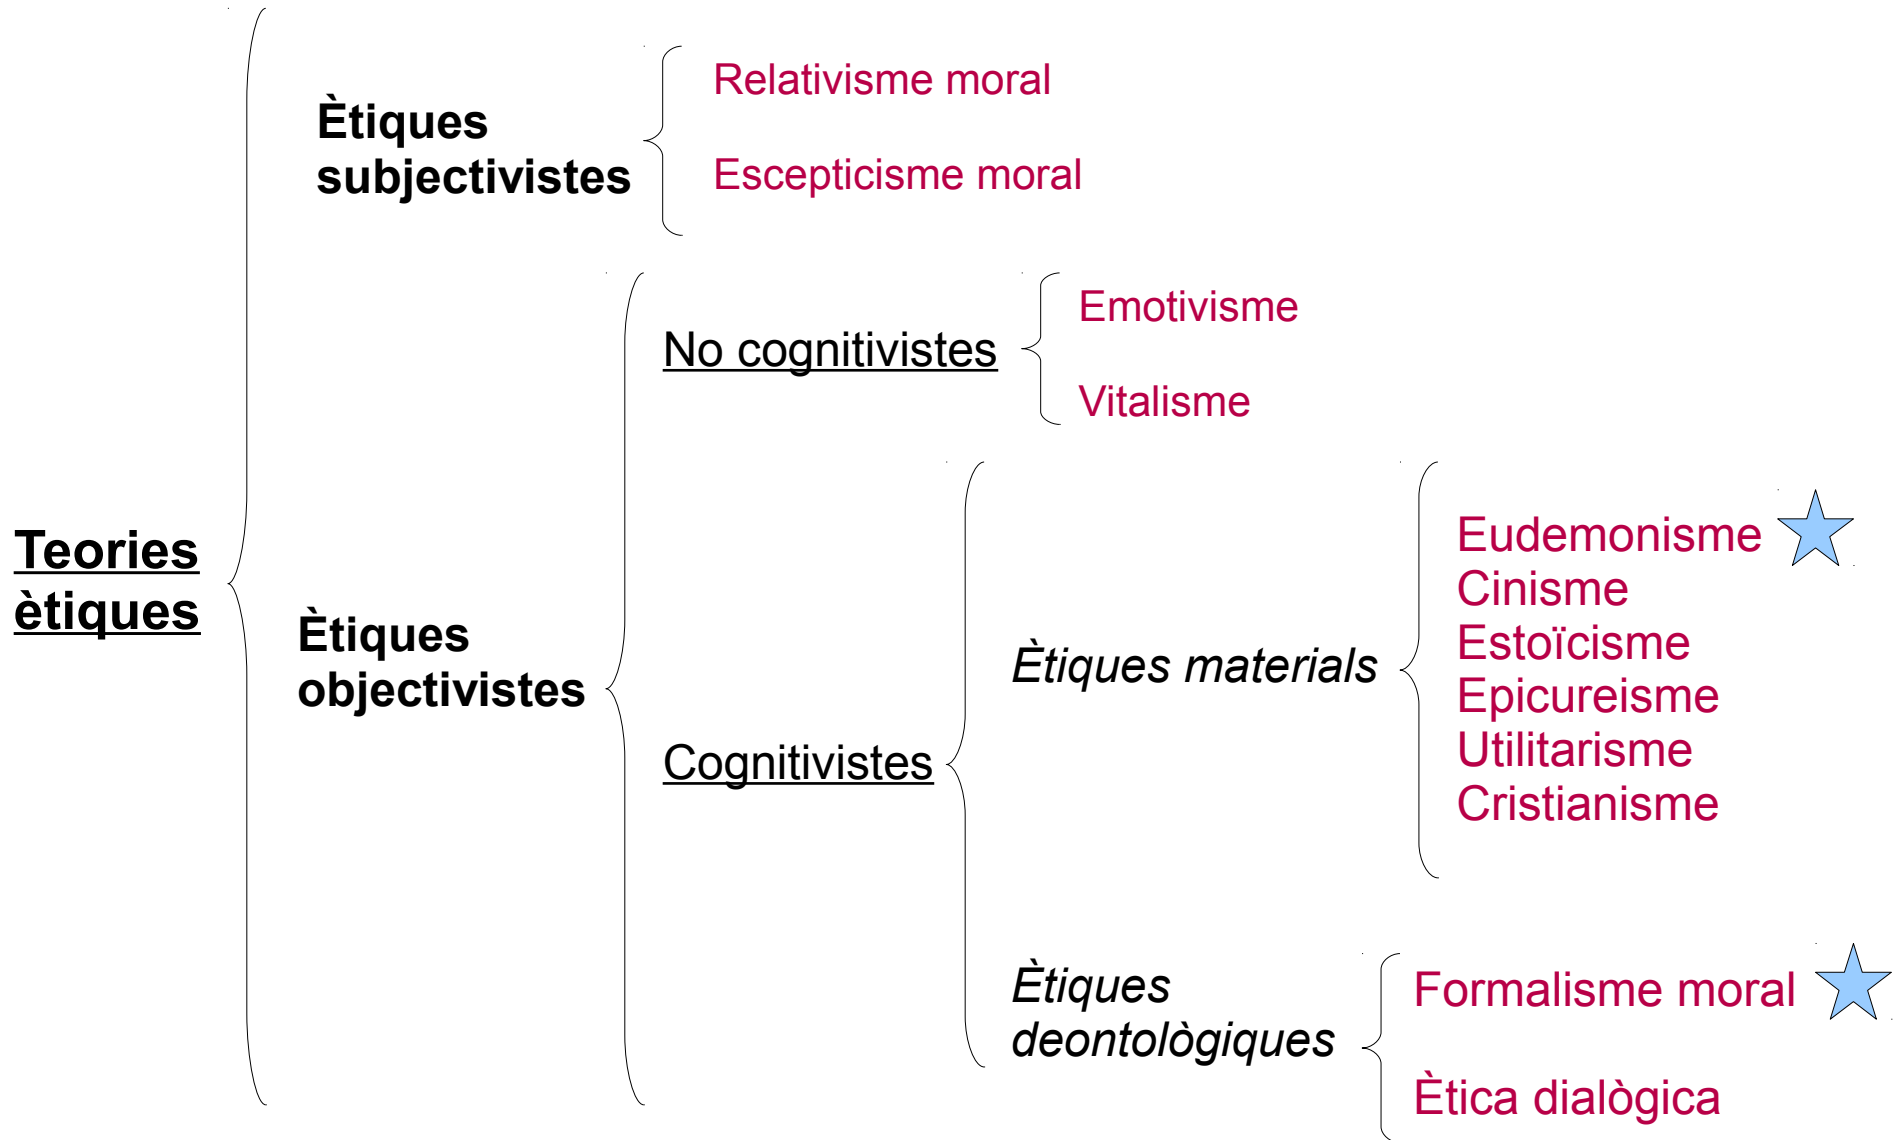 Relativisme moral
Ètiques
subjectivistes
Escepticisme moral
Emotivisme
No cognitivistes
Vitalisme
Teories
ètiques
Ètiques
objectivistes
Eudemonisme
Cinisme
Estoïcisme
Epicureisme
Utilitarisme
Cristianisme
Ètiques materials
Cognitivistes
Ètiques
deontològiques
Formalisme moral
Ètica dialògica